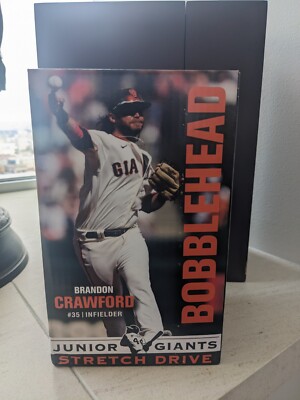 BOBBLEHEAD
GIA
BRANDON
CRAWFORD
#35 | INFIELDER
JUNIOR GIANTS
STRETCH DRIVE